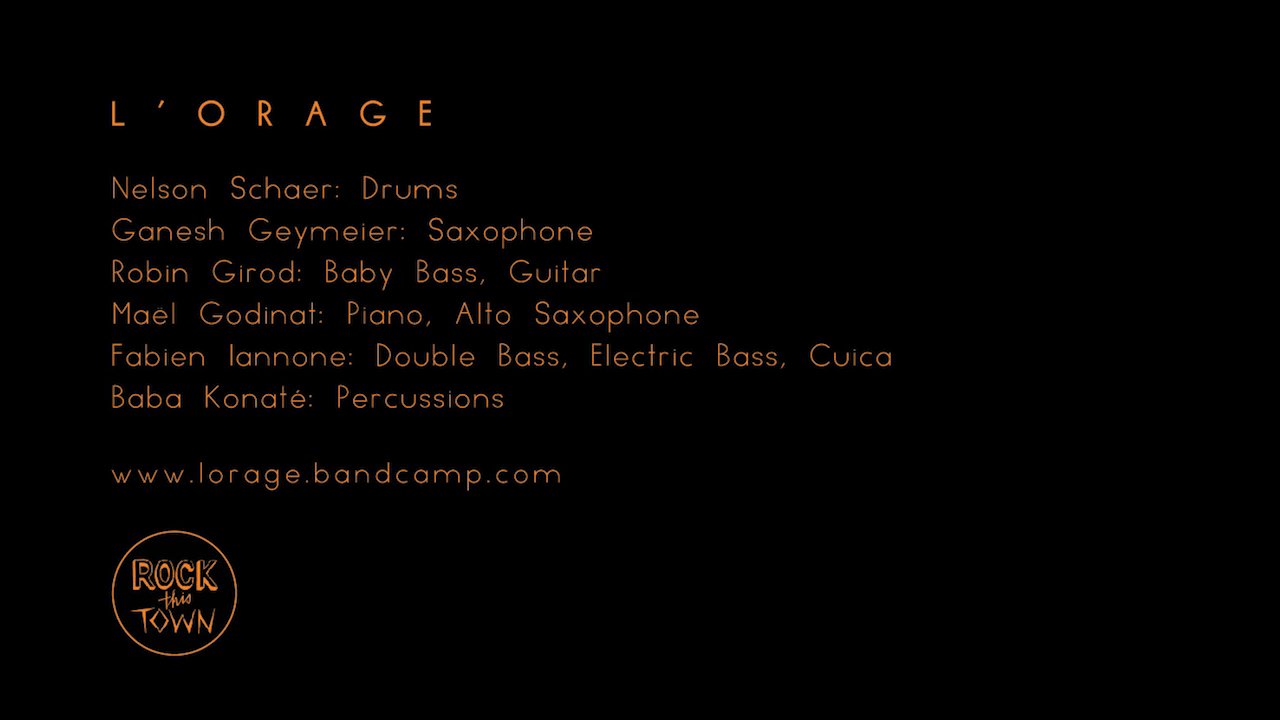 L'ORAGE
Nelson Schaer: Drums
Ganesh Geymeier: Saxophone
Robin Girod: Baby Bass, Guitar
Maël Godinat: Piano, Alto Saxophone
Fabien Iannone: Double Bass, Electric Bass, Cuica
Baba Konaté: Percussions
www.lorage.bandcamp.com
ROCK
this
TOWN